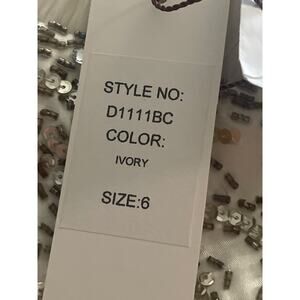 STYLE NO:
D1111BC
COLOR:
IVORY
SIZE:6